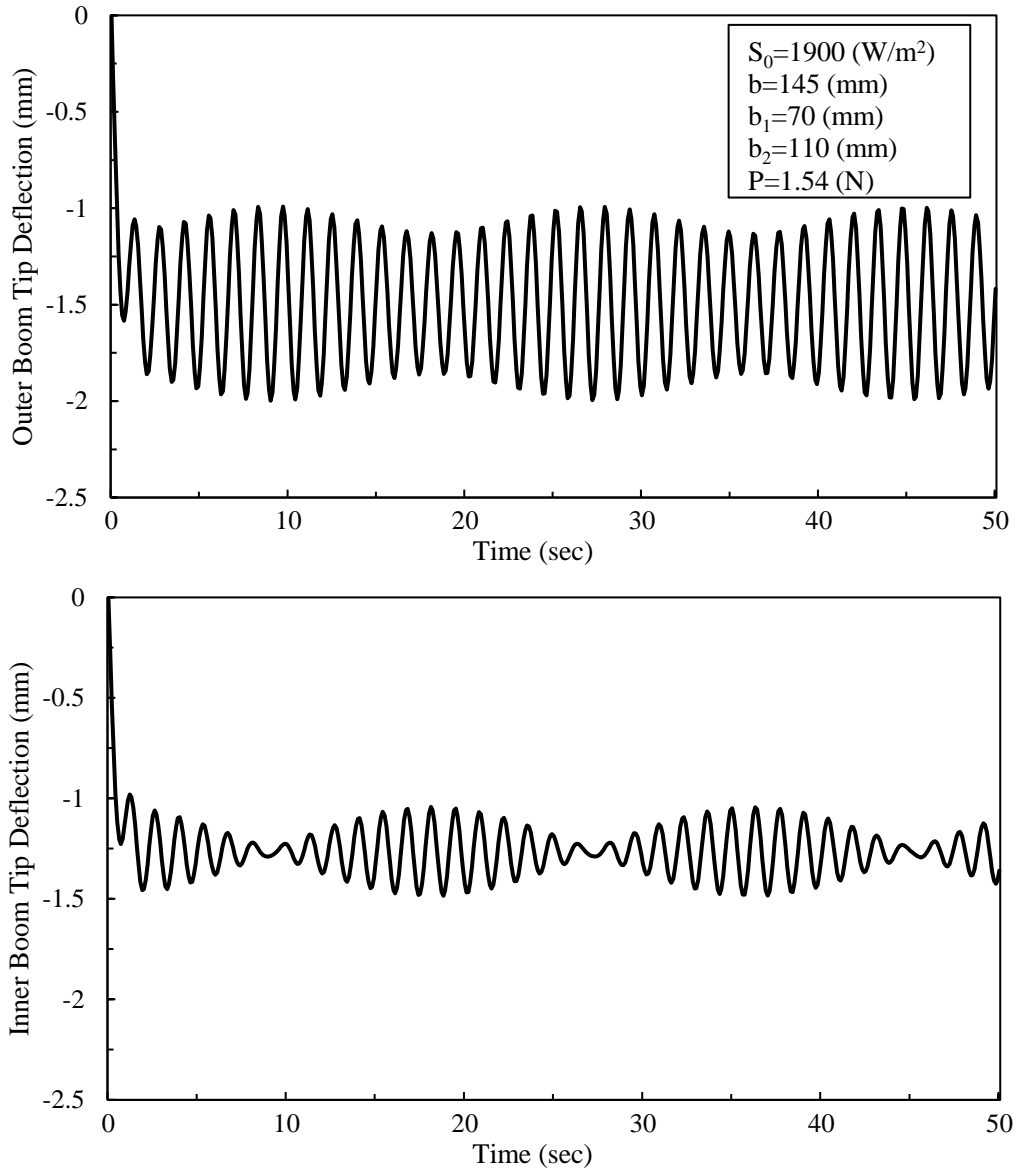 0
-0.5
-1
-1.5
-2
-2.5
Outer Boom Tip Deflection (mm)
S₀=1900 (W/m²)
b=145 (mm)
b₁=70 (mm)
b₂=110 (mm)
P=1.54 (N)
0 10 20 30 40 50
Time (sec)
0
-0.5
-1
-1.5
-2
-2.5
Inner Boom Tip Deflection (mm)
0 10 20 30 40 50
Time (sec)